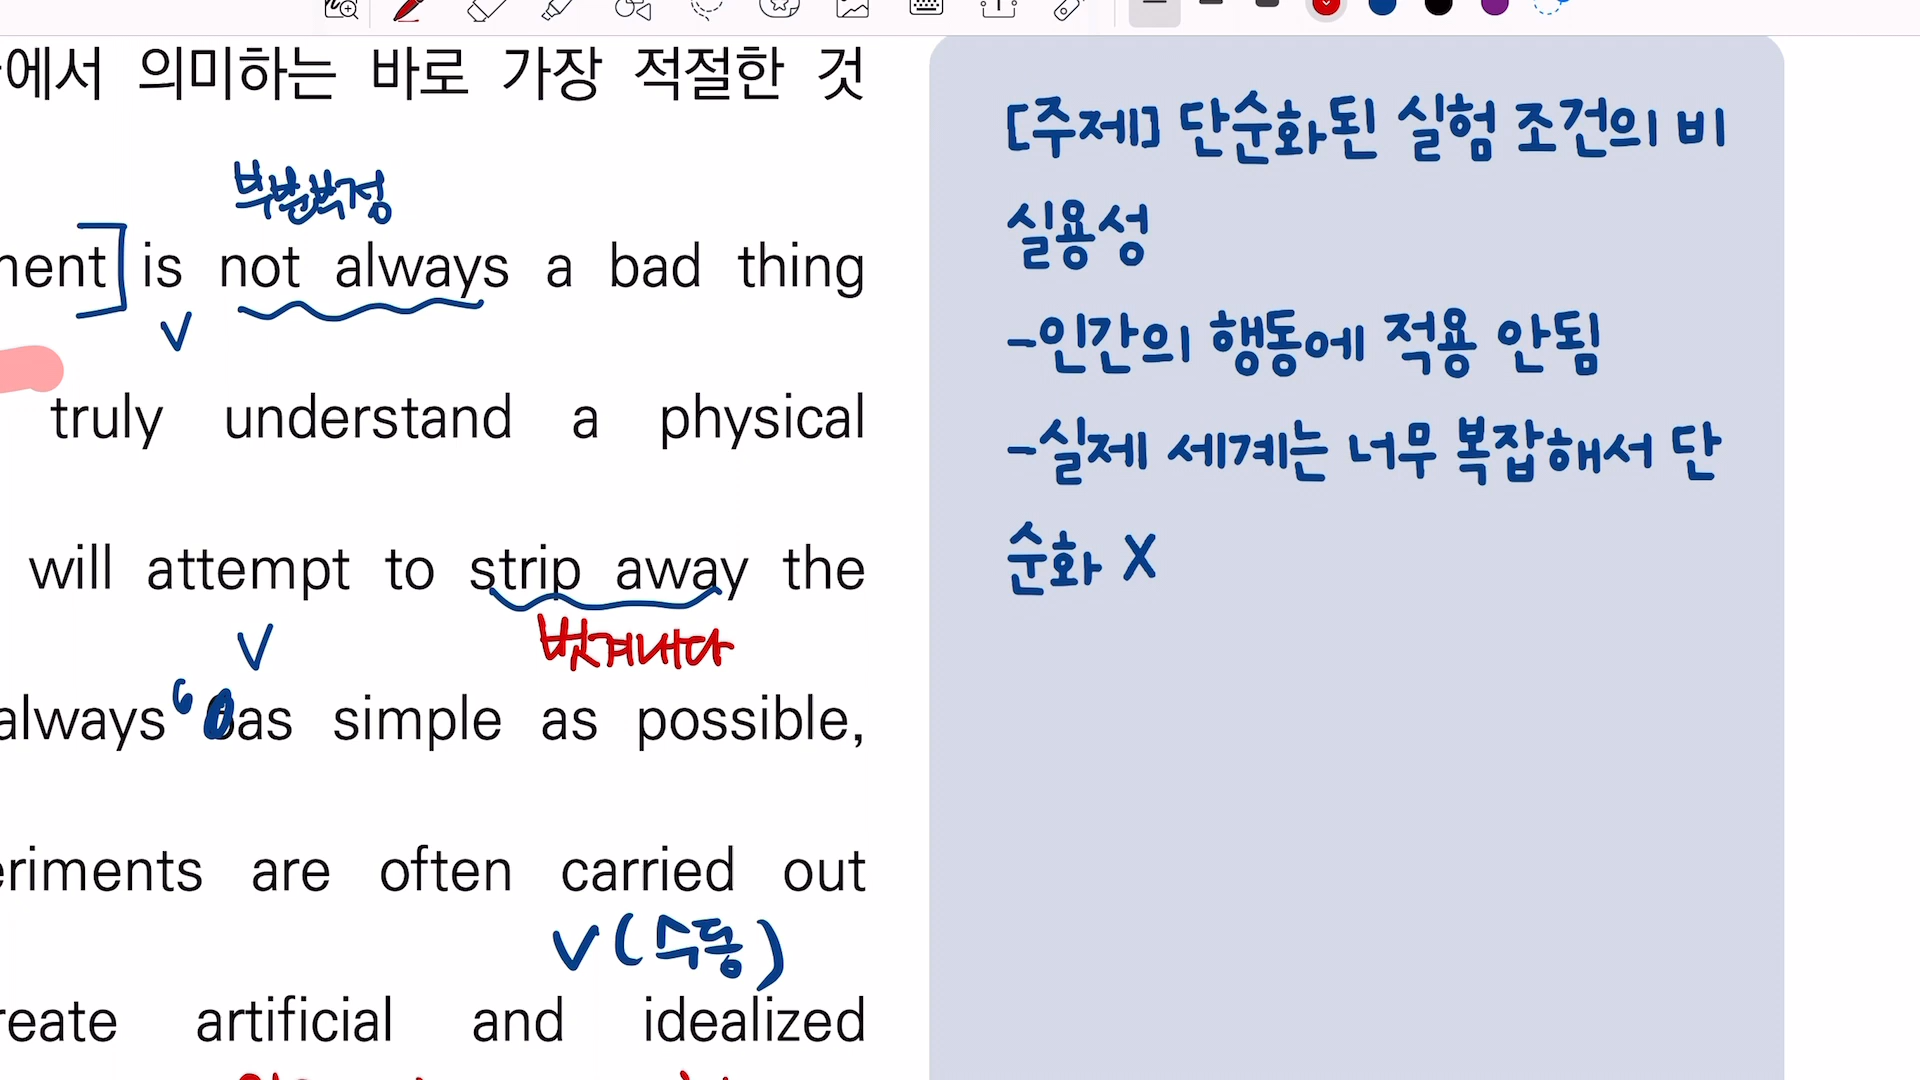 에서 의미하는 바로 가장 적절한 것
부분부정
ment] is not always a bad thing
V
truly understand a physical
will attempt to strip away the
V 벗겨내다
always as simple as possible,
eriments are often carried out
V (수동)
reate artificial and idealized
[주제] 단순화된 실험 조건의 비
실용성
-인간의 행동에 적용 안됨
-실제 세계는 너무 복잡해서 단
순화 X